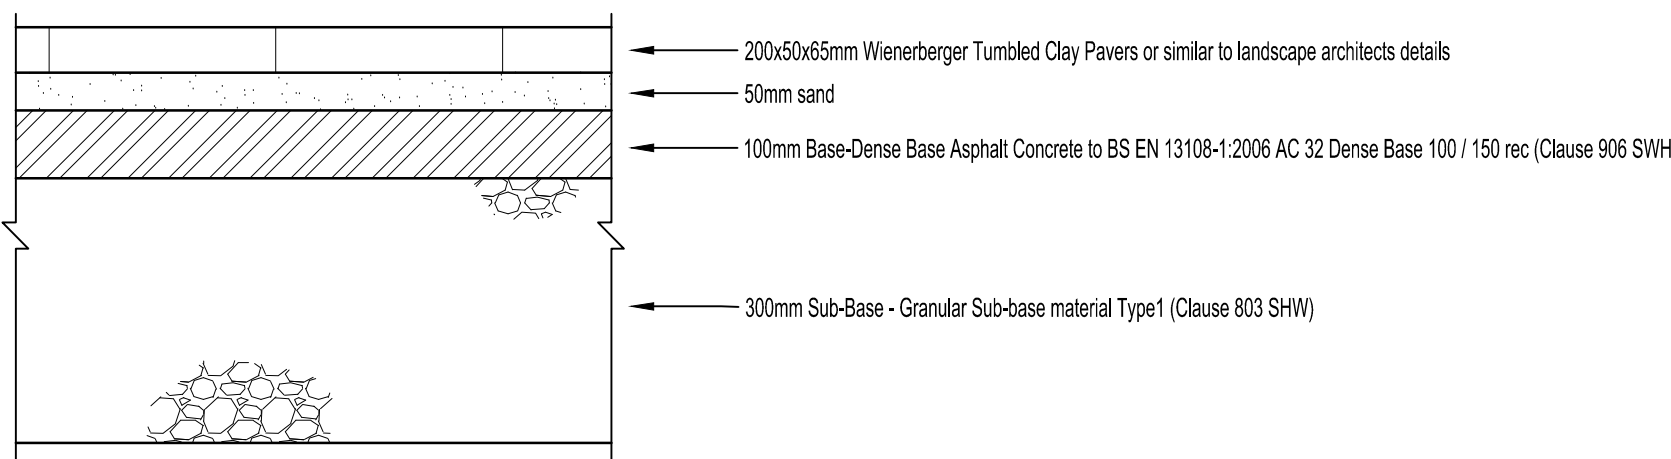 200x50x65mm Wienerberger Tumbled Clay Pavers or similar to landscape architects details
50mm sand
100mm Base-Dense Base Asphalt Concrete to BS EN 13108-1:2006 AC 32 Dense Base 100 / 150 rec (Clause 906 SWH
300mm Sub-Base - Granular Sub-base material Type1 (Clause 803 SHW)